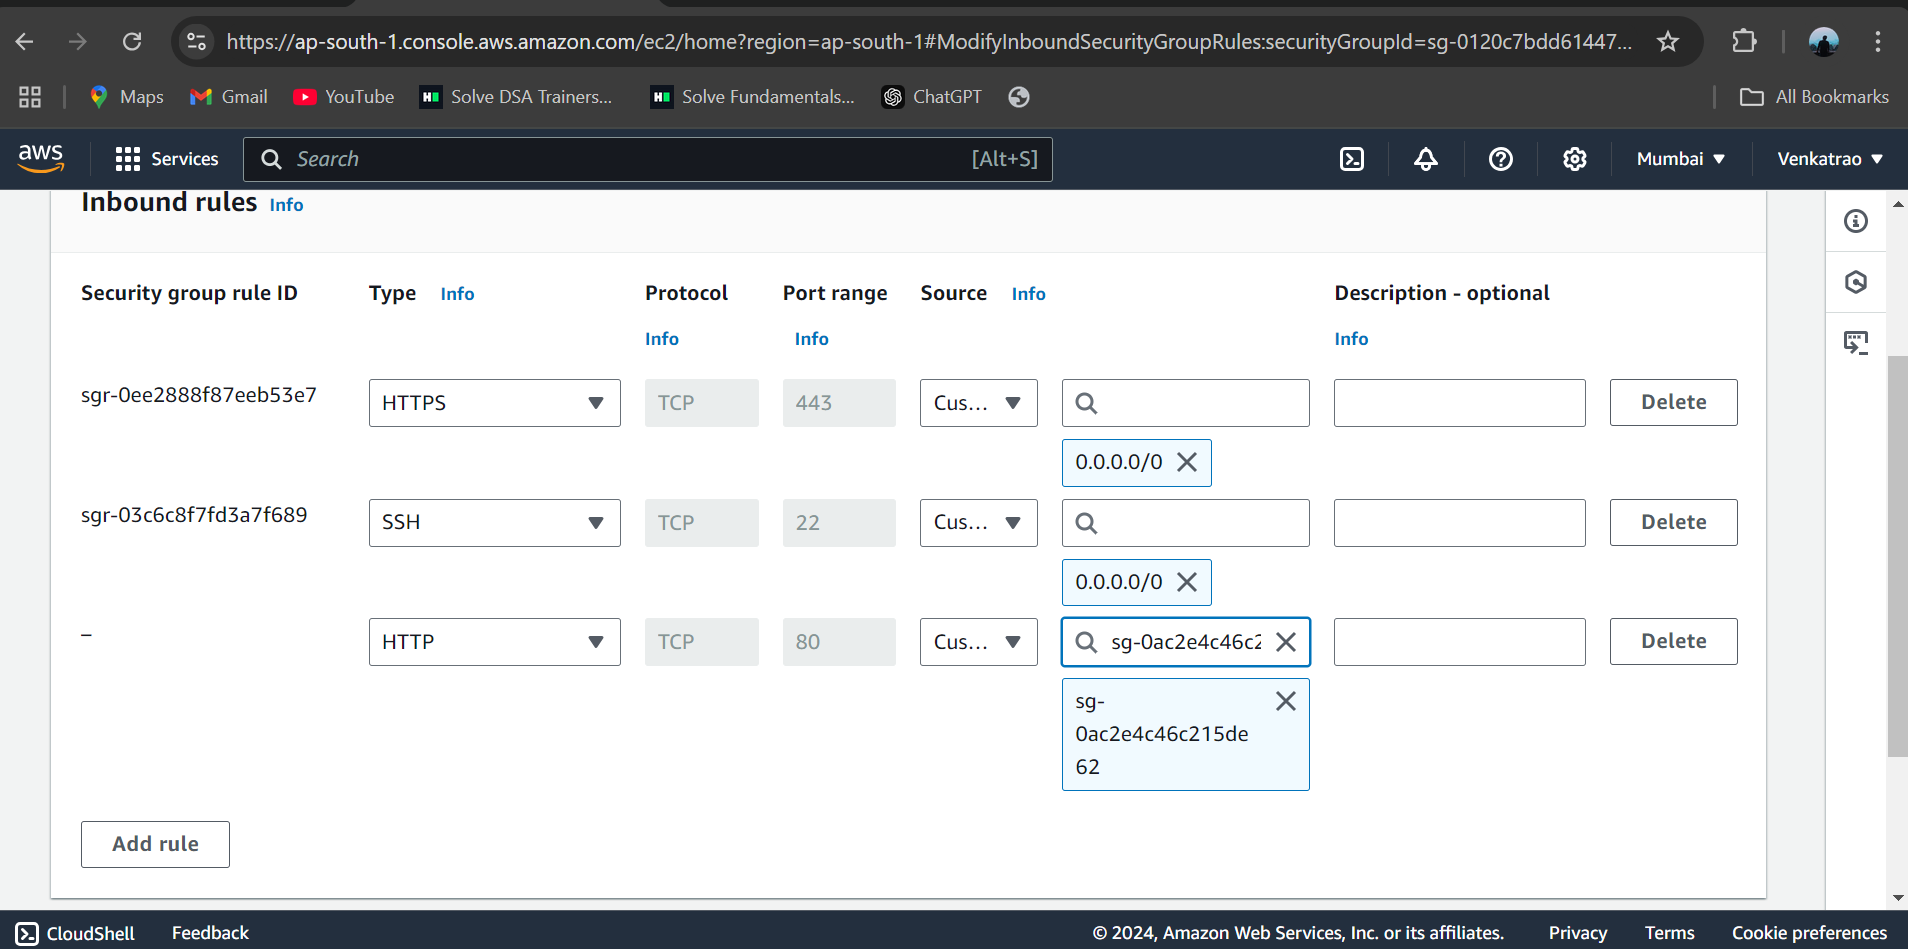 https://ap-south-1.console.aws.amazon.com/ec2/home?region=ap-south-1#ModifyInboundSecurityGroupRules:securityGroupId=sg-0120c7bdd61447...
Maps Gmail YouTube Solve DSA Trainers... Solve Fundamentals... ChatGPT All Bookmarks
aws Services Search [Alt+S] Mumbai Venkatrao
Inbound rules Info
Security group rule ID Type Info Protocol Port range Source Info Description - optional
Info Info Info
sgr-0ee2888f87eeb53e7 HTTPS TCP 443 Cus... Delete
0.0.0.0/0
sgr-03c6c8f7fd3a7f689 SSH TCP 22 Cus... Delete
0.0.0.0/0
– HTTP TCP 80 Cus... sg-0ac2e4c46c2 Delete
sg-
0ac2e4c46c215de
62
Add rule
CloudShell Feedback © 2024, Amazon Web Services, Inc. or its affiliates. Privacy Terms Cookie preferences